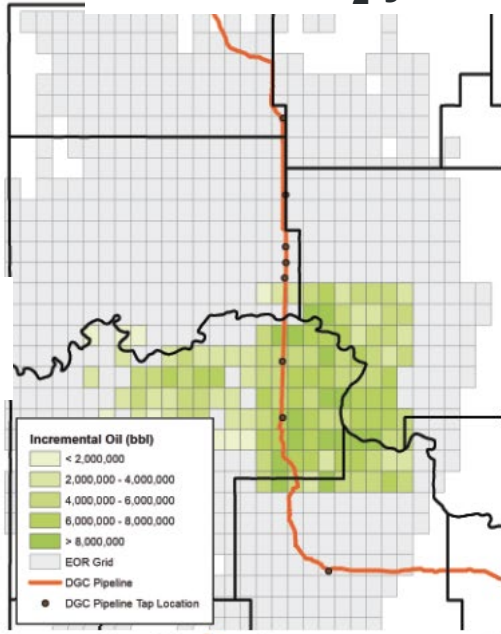 Incremental Oil (bbl)
< 2,000,000
2,000,000 - 4,000,000
4,000,000 - 6,000,000
6,000,000 - 8,000,000
> 8,000,000
EOR Grid
DGC Pipeline
DGC Pipeline Tap Location